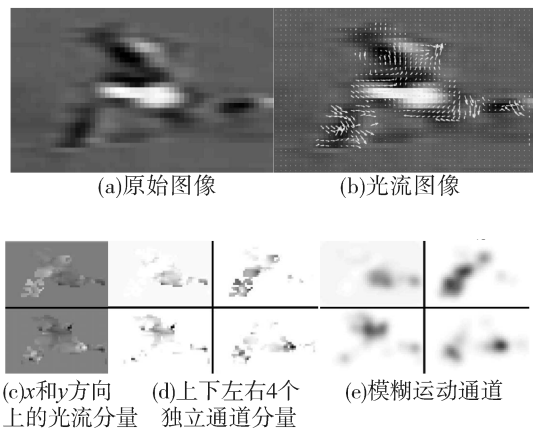 (a)原始图像
(b)光流图像
(c)x和y方向
上的光流分量
(d)上下左右4个
独立通道分量
(e)模糊运动通道